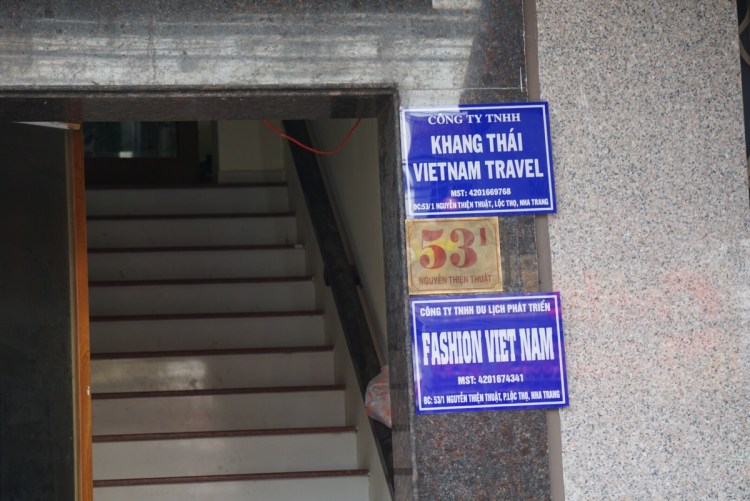 CÔNG TY TNHH
KHANG THÁI
VIETNAM TRAVEL
MST: 4201669768
ĐC:53/1 NGUYỄN THIỆN THUẬT, LỘC THỌ, NHA TRANG
53¹
NGUYỄN THIỆN THUẬT
CÔNG TY TNHH DU LỊCH PHÁT TRIỂN
FASHION VIET NAM
MST: 4201674341
ĐC: 53/1 NGUYỄN THIỆN THUẬT, P.LỘC THỌ, NHA TRANG